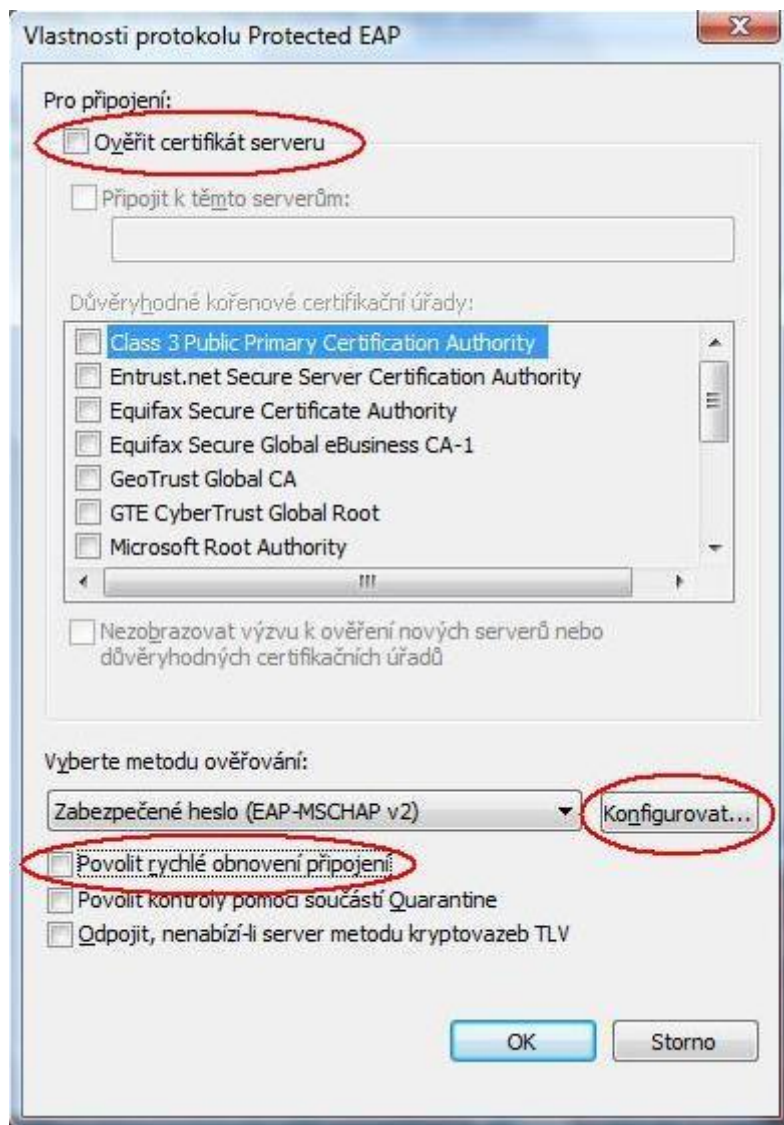 Vlastnosti protokolu Protected EAP
Pro připojení:
Ověřit certifikát serveru
Připojit k těmto serverům:
Důvěryhodné kořenové certifikační úřady:
Class 3 Public Primary Certification Authority
Entrust.net Secure Server Certification Authority
Equifax Secure Certificate Authority
Equifax Secure Global eBusiness CA-1
GeoTrust Global CA
GTE CyberTrust Global Root
Microsoft Root Authority
Nezobrazovat výzvu k ověření nových serverů nebo
důvěryhodných certifikačních úřadů
Vyberte metodu ověřování:
Zabezpečené heslo (EAP-MSCHAP v2)
Konfigurovat...
Povolit rychlé obnovení připojení
Povolit kontroly pomocí součástí Quarantine
Odpojit, nenabízí-li server metodu kryptovazeb TLV
OK
Storno